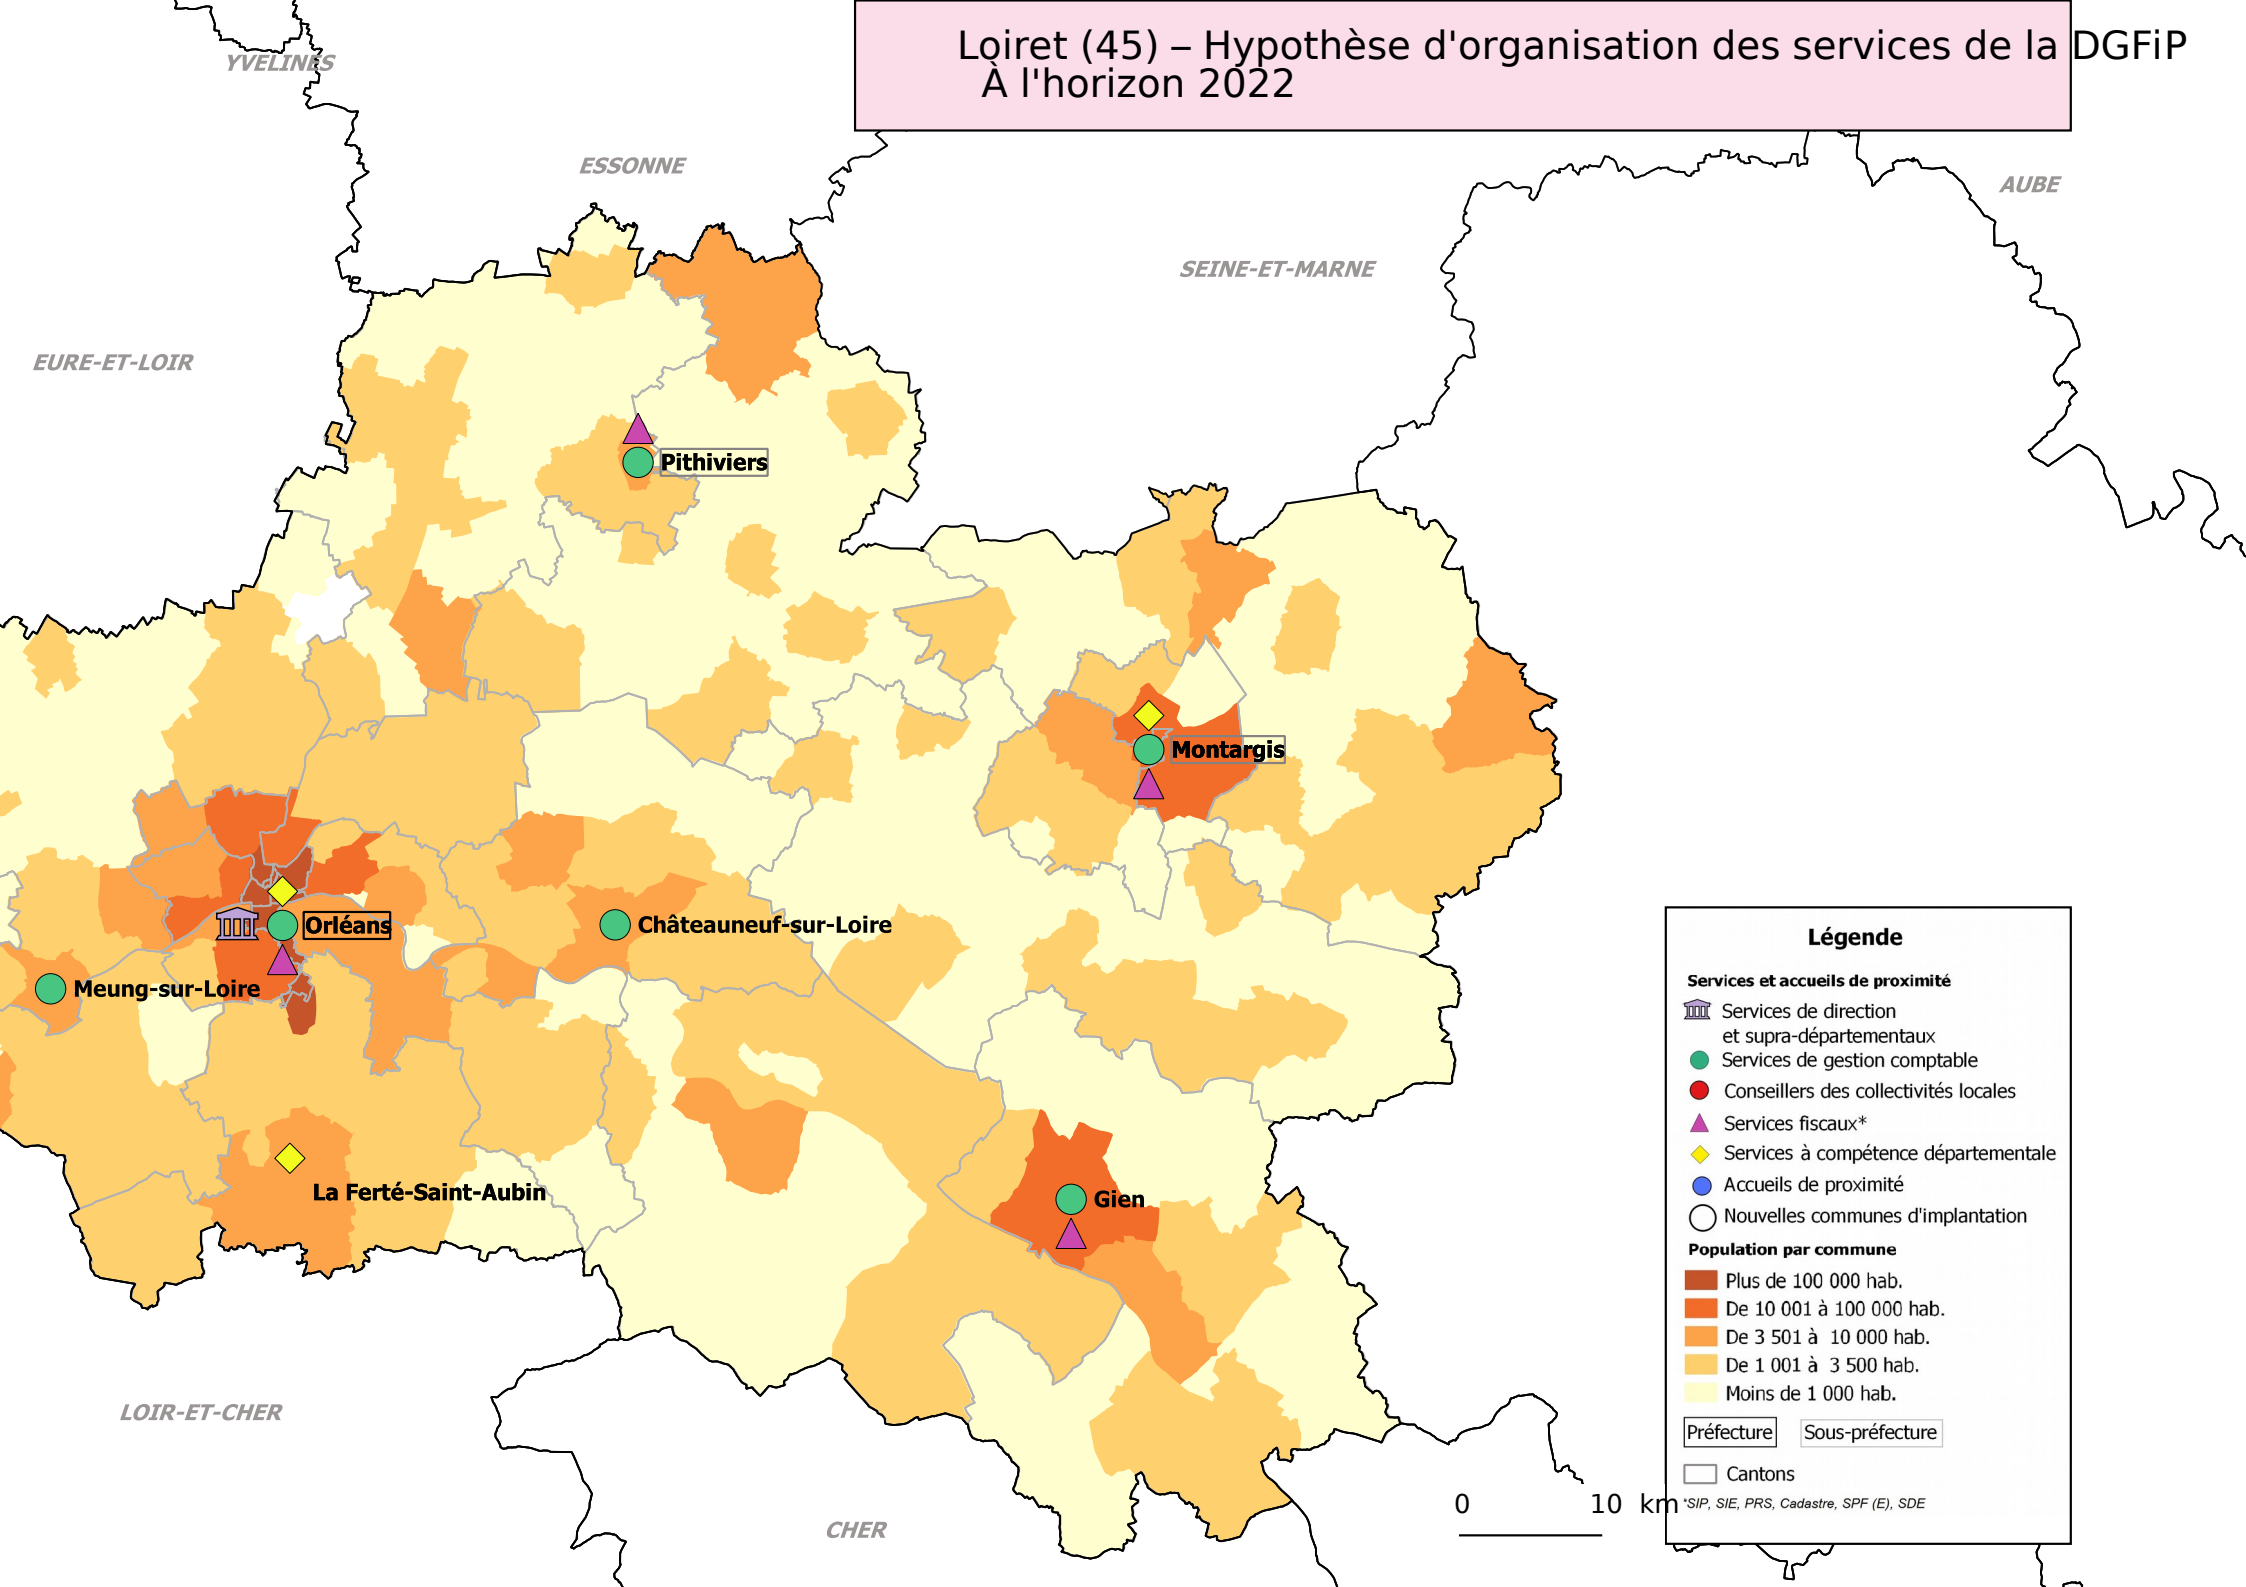 Loiret (45) – Hypothèse d'organisation des services de la DGFiP
À l'horizon 2022
YVELINES
ESSONNE
AUBE
SEINE-ET-MARNE
EURE-ET-LOIR
Pithiviers
Montargis
Orléans
Châteauneuf-sur-Loire
Meung-sur-Loire
La Ferté-Saint-Aubin
Gien
LOIR-ET-CHER
CHER
0 10 km
Légende
Services et accueils de proximité
Services de direction
et supra-départementaux
Services de gestion comptable
Conseillers des collectivités locales
Services fiscaux*
Services à compétence départementale
Accueils de proximité
Nouvelles communes d'implantation
Population par commune
Plus de 100 000 hab.
De 10 001 à 100 000 hab.
De 3 501 à 10 000 hab.
De 1 001 à 3 500 hab.
Moins de 1 000 hab.
Préfecture Sous-préfecture
Cantons
*SIP, SIE, PRS, Cadastre, SPF (E), SDE